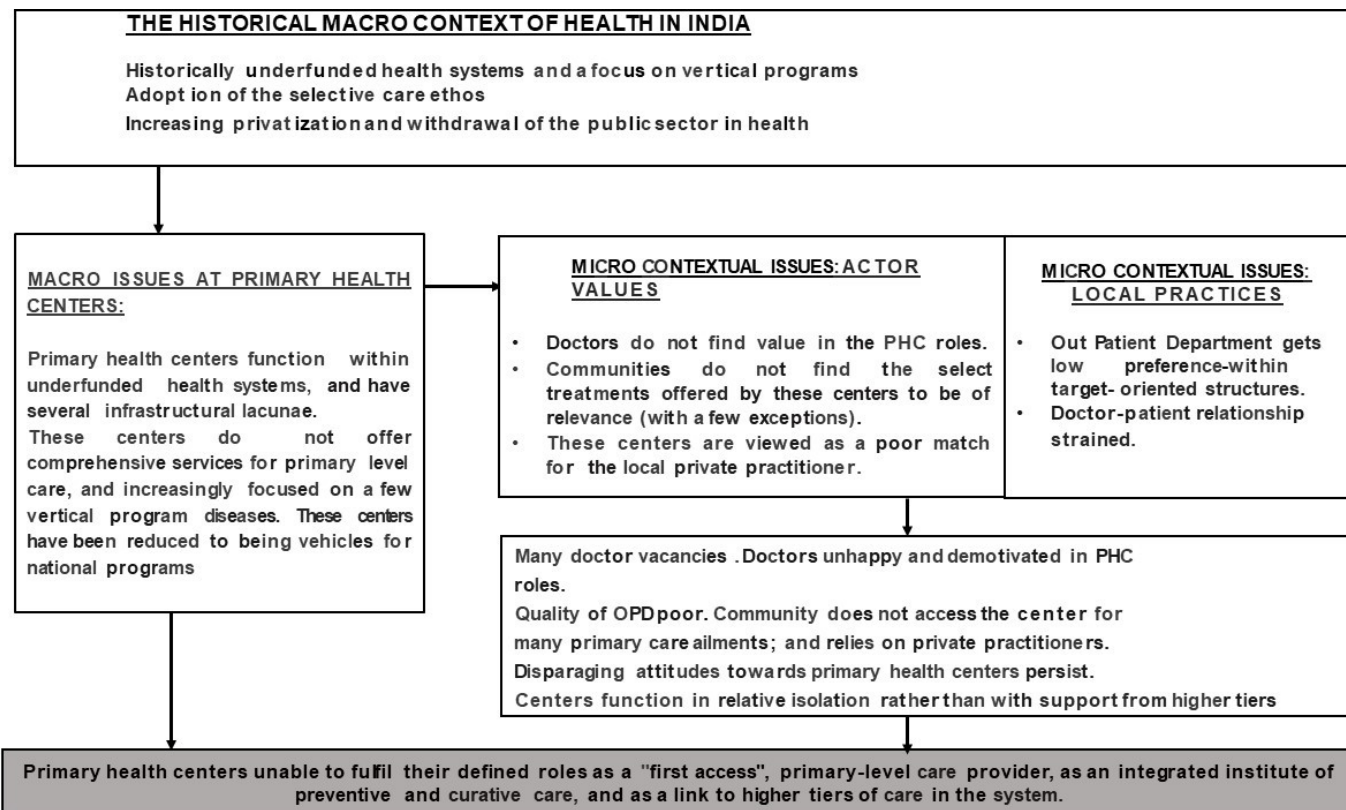 THE HISTORICAL MACRO CONTEXT OF HEALTH IN INDIA
Historically underfunded health systems and a focus on vertical programs
Adopt ion of the selective care ethos
Increasing privatization and withdrawal of the public sector in health
MACRO ISSUES AT PRIMARY HEALTH
CENTERS:
Primary health centers function within
underfunded health systems, and have
several infrastructural lacunae.
These centers do not offer
comprehensive services for primary level
care, and increasingly focused on a few
vertical program diseases. These centers
have been reduced to being vehicles for
national programs
MICRO CONTEXTUAL ISSUES: ACTOR
VALUES
• Doctors do not find value in the PHC roles.
• Communities do not find the select
treatments offered by these centers to be of
relevance (with a few exceptions).
• These centers are viewed as a poor match
for the local private practitioner.
MICRO CONTEXTUAL ISSUES:
LOCAL PRACTICES
• Out Patient Department gets
low preference-within
target- oriented structures.
• Doctor-patient relationship
strained.
Many doctor vacancies . Doctors unhappy and demotivated in PHC
roles.
Quality of OPD poor. Community does not access the center for
many primary care ailments; and relies on private practitioners.
Disparaging attitudes towards primary health centers persist.
Centers function in relative isolation rather than with support from higher tiers
Primary health centers unable to fulfil their defined roles as a "first access", primary-level care provider, as an integrated institute of
preventive and curative care, and as a link to higher tiers of care in the system.